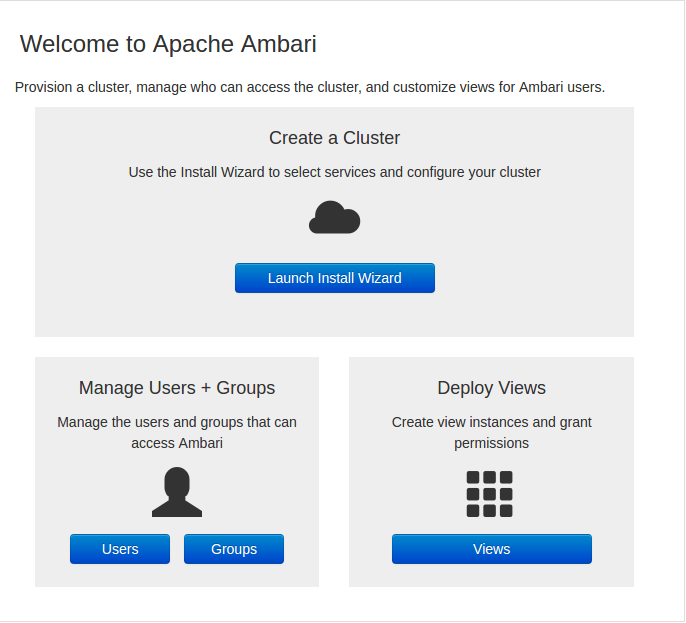 Welcome to Apache Ambari
Provision a cluster, manage who can access the cluster, and customize views for Ambari users.
Create a Cluster
Use the Install Wizard to select services and configure your cluster
Launch Install Wizard
Manage Users + Groups
Manage the users and groups that can
access Ambari
Users
Groups
Deploy Views
Create view instances and grant
permissions
Views